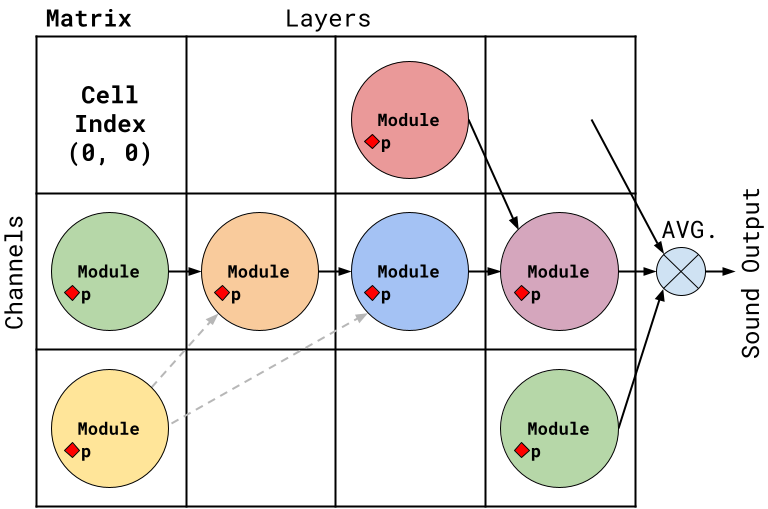 Matrix
Layers
Cell
Index
(0, 0)
Module
p
Channels
Module
p
Module
p
Module
p
Module
p
AVG.
Sound Output
Module
p
Module
p